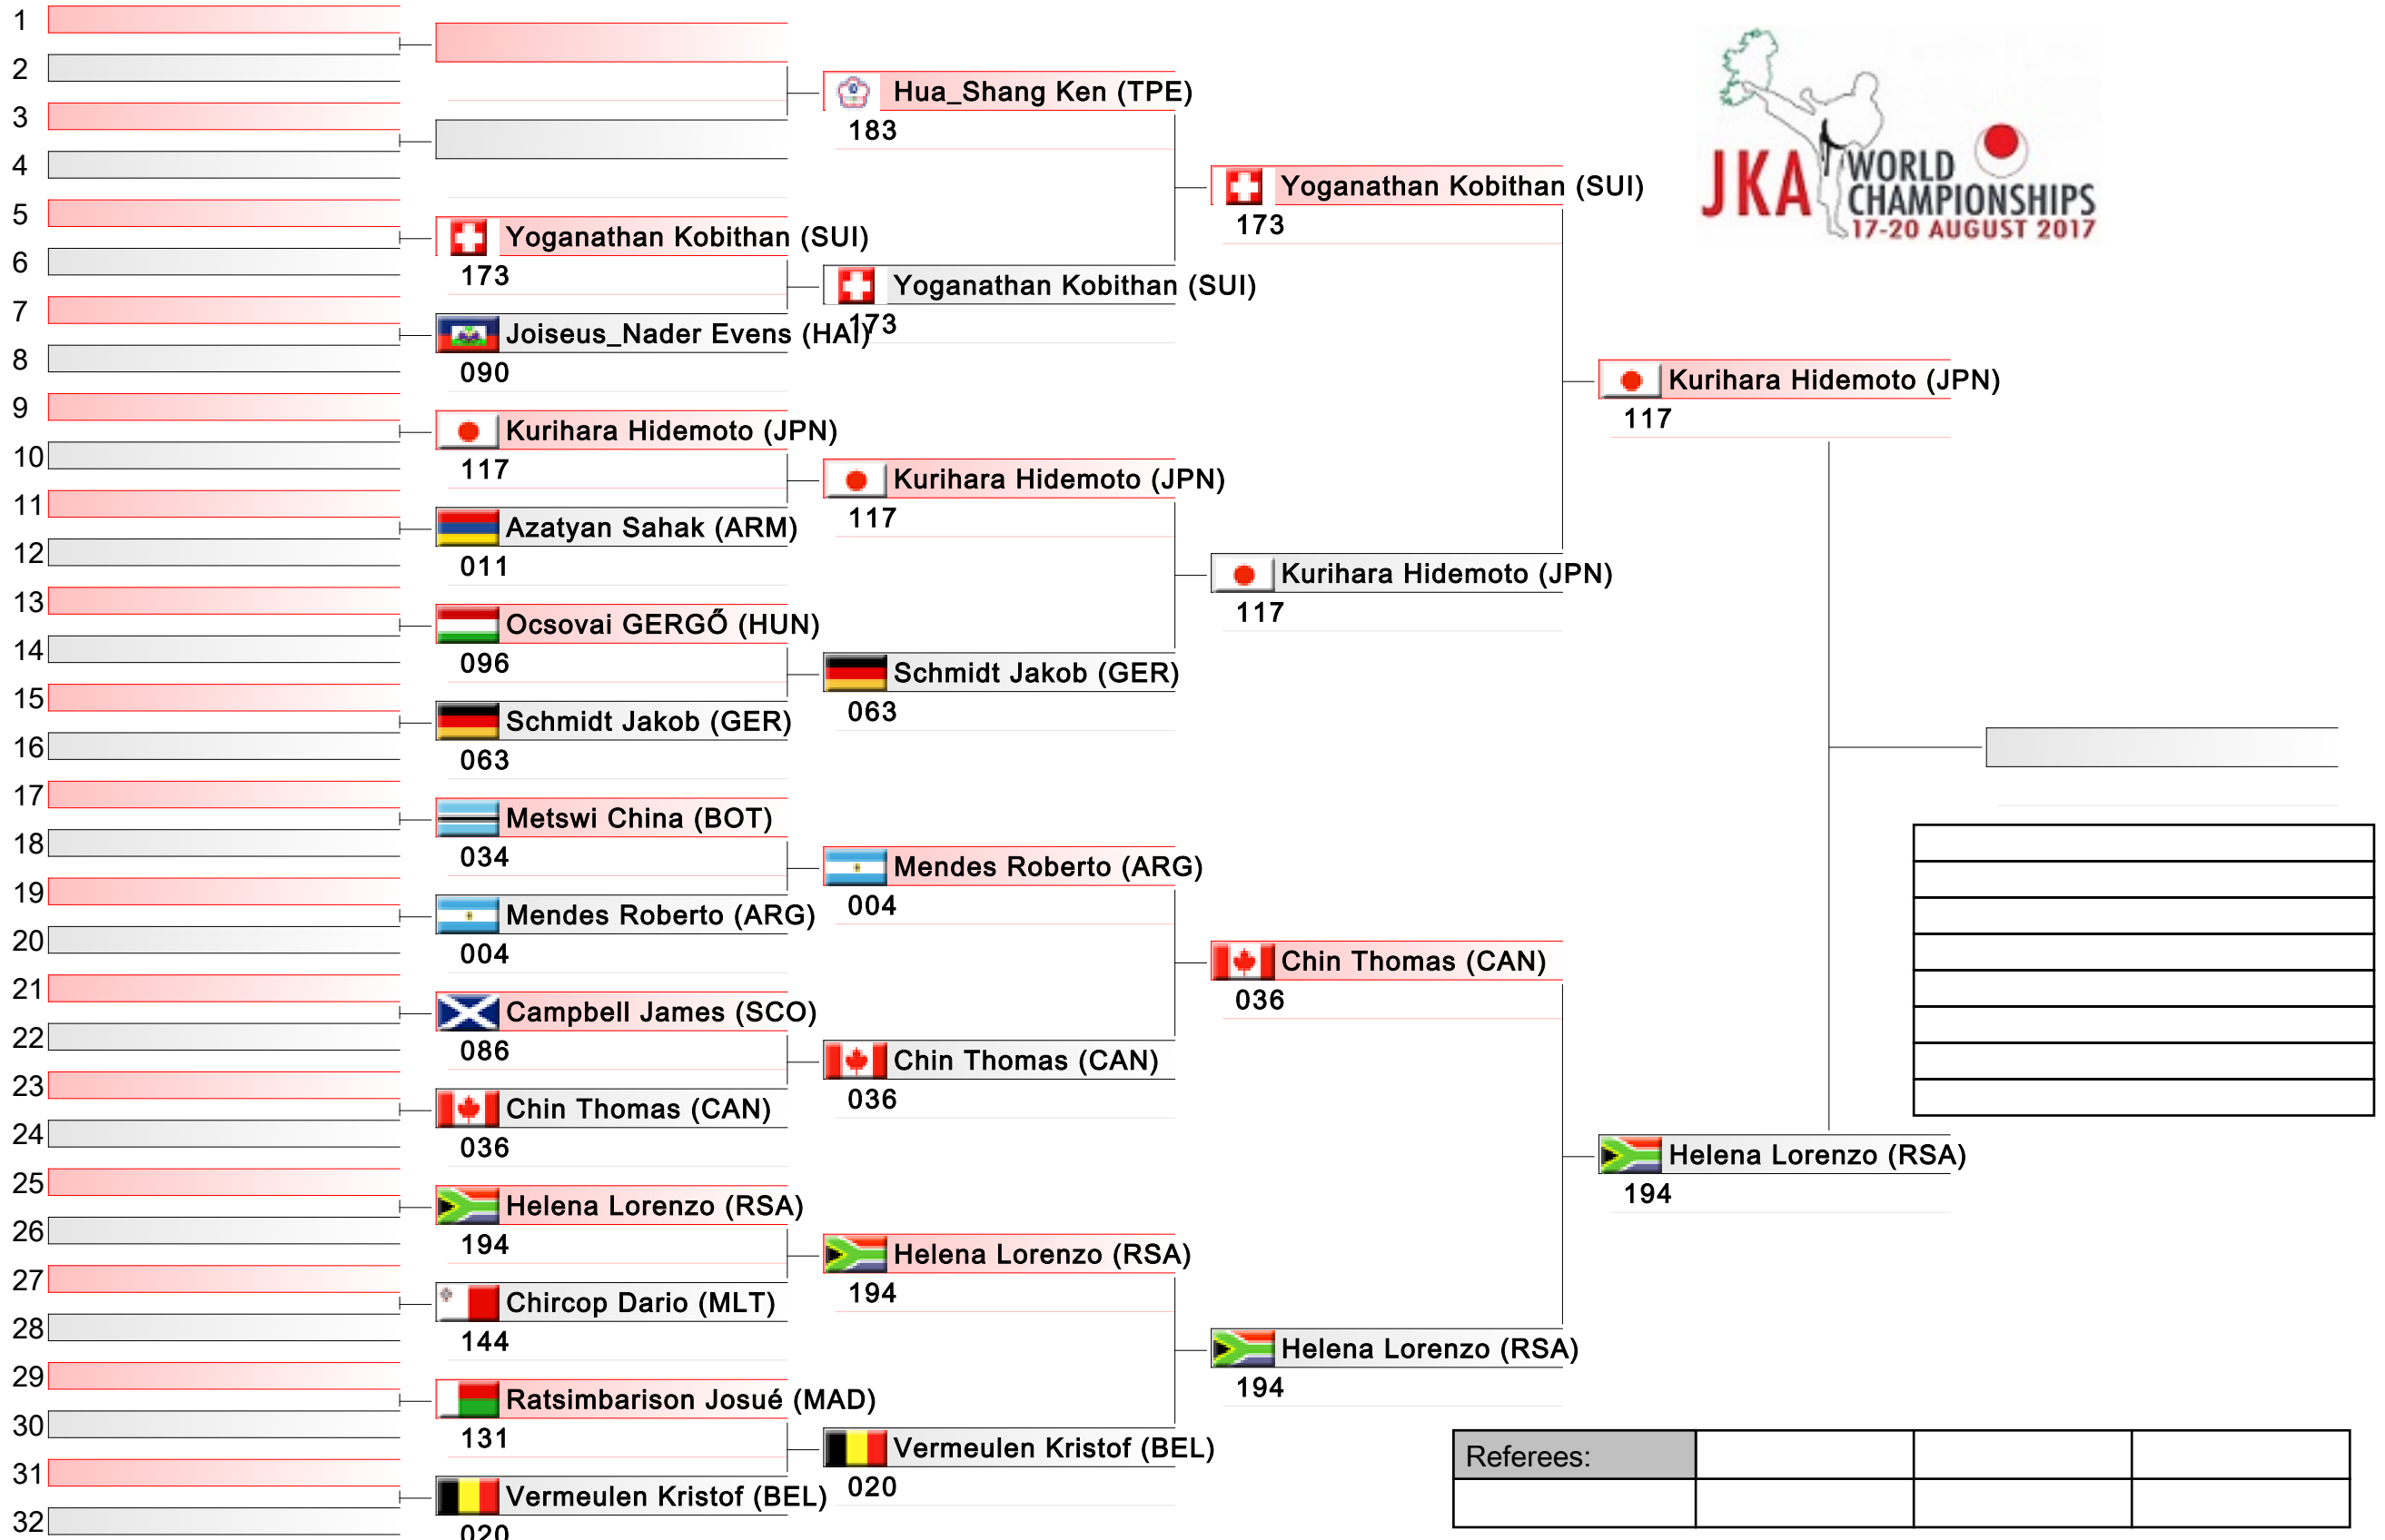 1
2
3
4
5
6
7
8
9
10
11
12
13
14
15
16
17
18
19
20
21
22
23
24
25
26
27
28
29
30
31
32
Yoganathan Kobithan (SUI)
173
Joiseus_Nader Evens (HAI)
090
Kurihara Hidemoto (JPN)
117
Azatyan Sahak (ARM)
011
Ocsovai GERGŐ (HUN)
096
Schmidt Jakob (GER)
063
Metswi China (BOT)
034
Mendes Roberto (ARG)
004
Campbell James (SCO)
086
Chin Thomas (CAN)
036
Helena Lorenzo (RSA)
194
Chircop Dario (MLT)
144
Ratsimbarison Josué (MAD)
131
Vermeulen Kristof (BEL)
020
Hua_Shang Ken (TPE)
183
Yoganathan Kobithan (SUI)
173
Kurihara Hidemoto (JPN)
117
Schmidt Jakob (GER)
063
Mendes Roberto (ARG)
004
Chin Thomas (CAN)
036
Helena Lorenzo (RSA)
194
Vermeulen Kristof (BEL)
020
Yoganathan Kobithan (SUI)
173
Kurihara Hidemoto (JPN)
117
Chin Thomas (CAN)
036
Helena Lorenzo (RSA)
194
Kurihara Hidemoto (JPN)
117
Helena Lorenzo (RSA)
194
JKA WORLD
CHAMPIONSHIPS
17-20 AUGUST 2017
Referees: